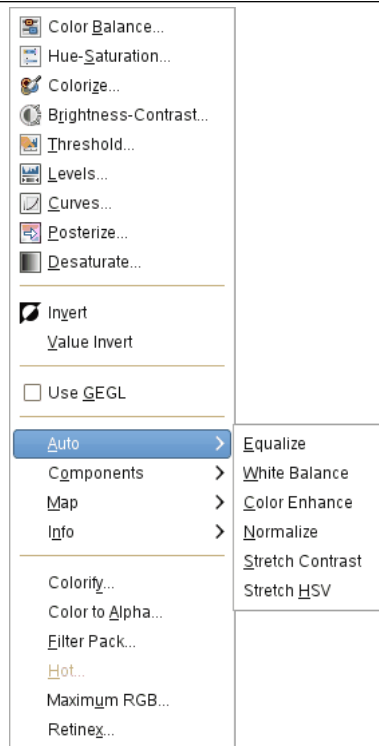 Color Balance...
Hue-Saturation...
Colorize...
Brightness-Contrast...
Threshold...
Levels...
Curves...
Posterize...
Desaturate...
Invert
Value Invert
Use GEGL
Auto
Components
Map
Info
Equalize
White Balance
Color Enhance
Normalize
Stretch Contrast
Stretch HSV
Colorify...
Color to Alpha...
Filter Pack...
Hot...
Maximum RGB...
Retinex...